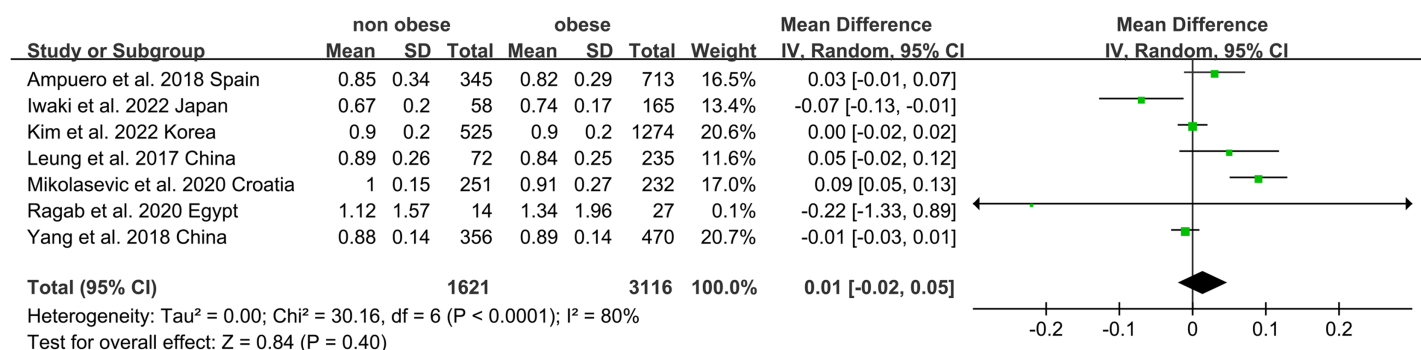 non obese obese Mean Difference Mean Difference
Study or Subgroup Mean SD Total Mean SD Total Weight IV, Random, 95% CI IV, Random, 95% CI
Ampuero et al. 2018 Spain 0.85 0.34 345 0.82 0.29 713 16.5% 0.03 [-0.01, 0.07]
Iwaki et al. 2022 Japan 0.67 0.2 58 0.74 0.17 165 13.4% -0.07 [-0.13, -0.01]
Kim et al. 2022 Korea 0.9 0.2 525 0.9 0.2 1274 20.6% 0.00 [-0.02, 0.02]
Leung et al. 2017 China 0.89 0.26 72 0.84 0.25 235 11.6% 0.05 [-0.02, 0.12]
Mikolasevic et al. 2020 Croatia 1 0.15 251 0.91 0.27 232 17.0% 0.09 [0.05, 0.13]
Ragab et al. 2020 Egypt 1.12 1.57 14 1.34 1.96 27 0.1% -0.22 [-1.33, 0.89]
Yang et al. 2018 China 0.88 0.14 356 0.89 0.14 470 20.7% -0.01 [-0.03, 0.01]
Total (95% CI) 1621 3116 100.0% 0.01 [-0.02, 0.05]
Heterogeneity: Tau² = 0.00; Chi² = 30.16, df = 6 (P < 0.0001); I² = 80%
Test for overall effect: Z = 0.84 (P = 0.40)
-0.2 -0.1 0 0.1 0.2